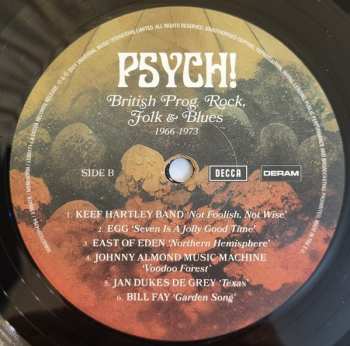 PSYCH!
British Prog, Rock,
Folk & Blues
1966-1973
SIDE B
DECCA
DERAM
1. KEEF HARTLEY BAND 'Not Foolish, Not Wise'
2. EGG 'Seven Is A Jolly Good Time'
3. EAST OF EDEN 'Northern Hemisphere'
4. JOHNNY ALMOND MUSIC MACHINE
'Voodoo Forest'
5. JAN DUKES DE GREY 'Texas'
6. BILL FAY 'Garden Song'